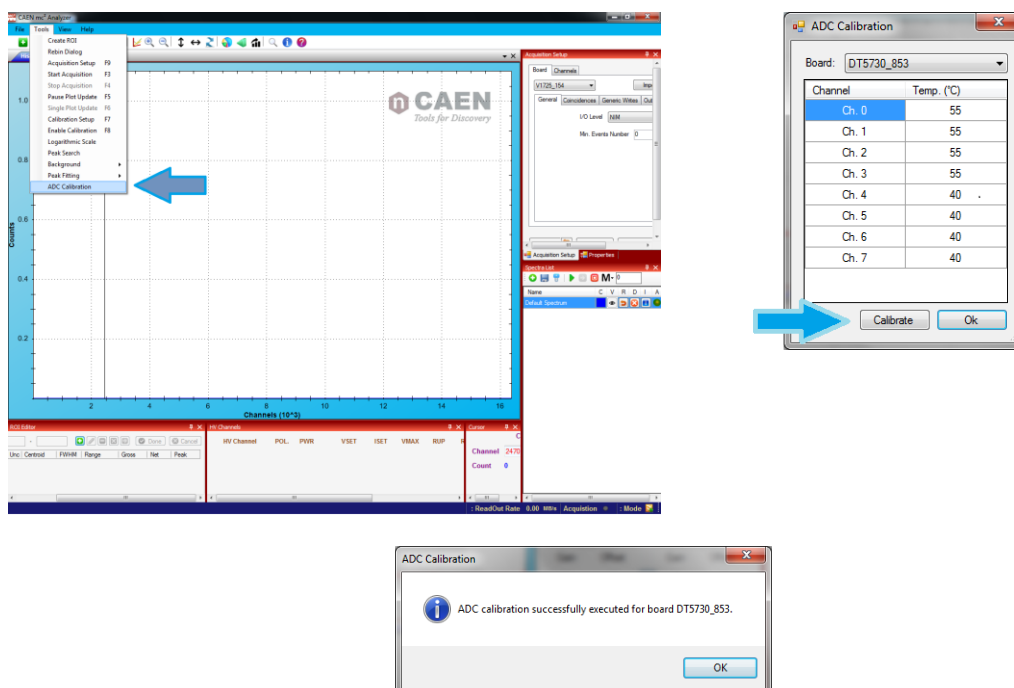 CAEN mc² Analyzer
File Tools View Help
Create ROI
Rebin Dialog
Acquisition Setup F9
Start Acquisition F3
Stop Acquisition F4
Pause Plot Update F5
Single Plot Update F6
Calibration Setup F7
Enable Calibration F8
Logarithmic Scale
Peak Search
Background
Peak Fitting
ADC Calibration
CAEN
Tools for Discovery
1.0
0.8
0.6
0.4
0.2
Counts
2 4 6 8 10 12 14 16
Channels (10^3)
Acquisition Setup
Board Channels
V1725_154
General Coincidences Generic Writes
I/O Level NIM
Min. Events Number 0
Acquisition Setup Properties
Spectra List
M- 0
Name C V R D I A
Default Spectrum
ROI Editor
Done Cancel
Unc. Centroid FWHM Range Gross Net Peak
HV Channels
HV Channel POL. PWR VSET ISET VMAX RUP
Cursor
Channel 2470
Count 0
: ReadOut Rate 0.00 MB/s Acquistion : Mode
ADC Calibration
Board: DT5730_853
Channel Temp. (°C)
Ch. 0 55
Ch. 1 55
Ch. 2 55
Ch. 3 55
Ch. 4 40
Ch. 5 40
Ch. 6 40
Ch. 7 40
Calibrate Ok
ADC Calibration
ADC calibration successfully executed for board DT5730_853.
OK